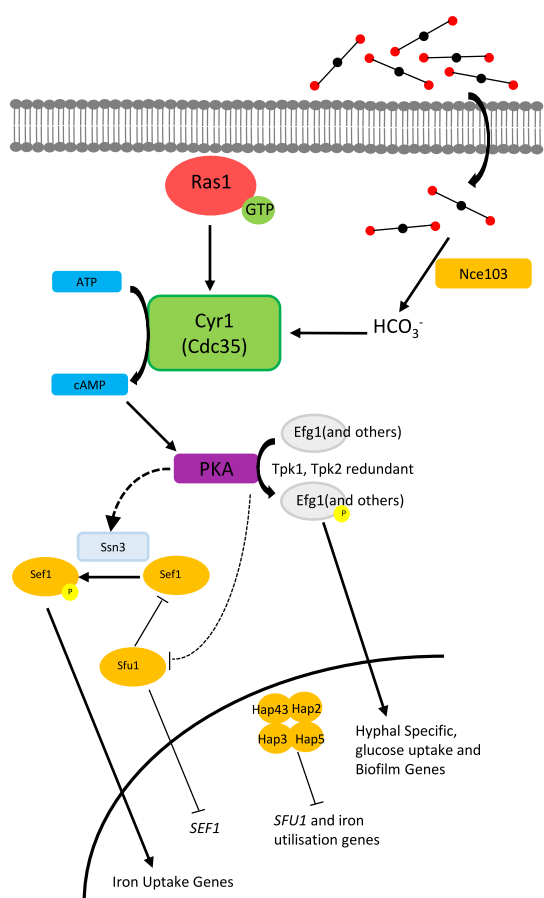 Ras1
GTP
ATP
Nce103
Cyr1
(Cdc35)
HCO₃⁻
cAMP
Efg1(and others)
PKA
Tpk1, Tpk2 redundant
Efg1(and others)
P
Ssn3
Sef1
P
Sef1
Sfu1
Hap43
Hap2
Hap3
Hap5
Hyphal Specific,
glucose uptake and
Biofilm Genes
SEF1
SFU1 and iron
utilisation genes
Iron Uptake Genes